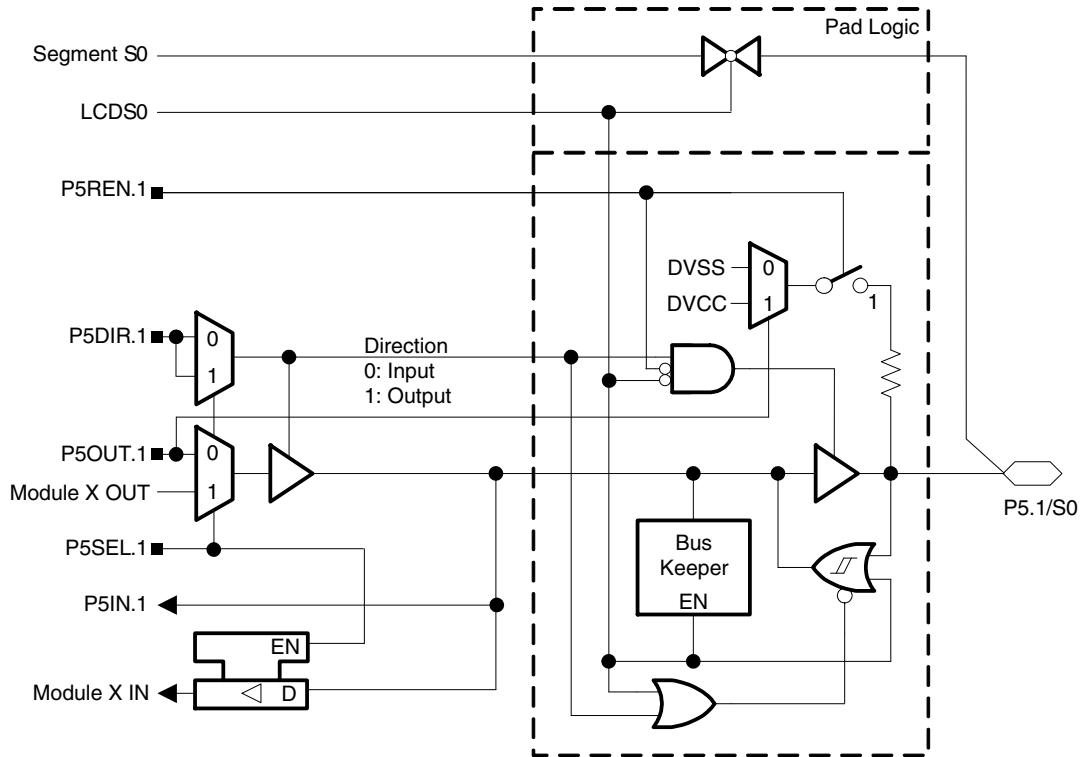 Pad Logic
Segment S0
LCDS0
P5REN.1
DVSS
0
DVCC
1
1
P5DIR.1
0
1
Direction
0: Input
1: Output
P5OUT.1
0
Module X OUT
1
P5.1/S0
P5SEL.1
Bus
Keeper
EN
P5IN.1
EN
Module X IN
D